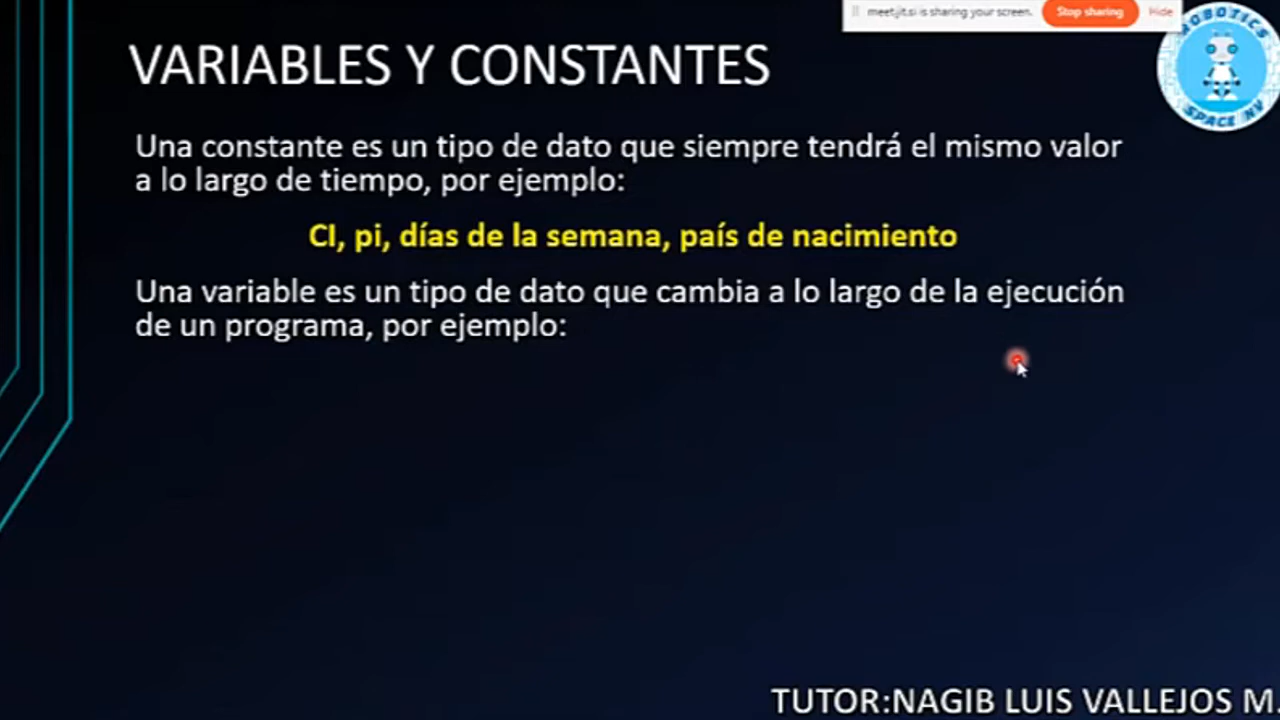 meet.jit.si is sharing your screen. Stop sharing Hide
ROBOTICS
SPACE NV
VARIABLES Y CONSTANTES
Una constante es un tipo de dato que siempre tendrá el mismo valor
a lo largo de tiempo, por ejemplo:
CI, pi, días de la semana, país de nacimiento
Una variable es un tipo de dato que cambia a lo largo de la ejecución
de un programa, por ejemplo:
TUTOR:NAGIB LUIS VALLEJOS M.